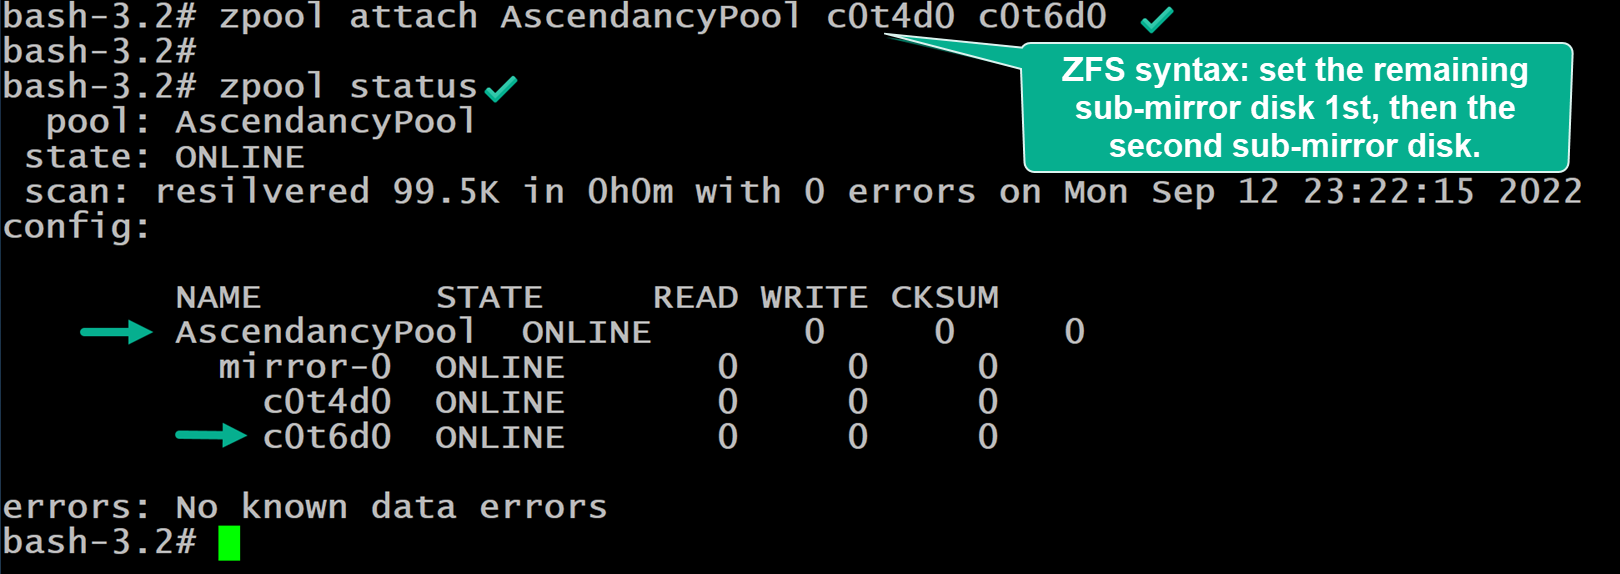 bash-3.2# zpool attach AscendancyPool c0t4d0 c0t6d0
bash-3.2#
bash-3.2# zpool status
ZFS syntax: set the remaining
sub-mirror disk 1st, then the
second sub-mirror disk.
pool: AscendancyPool
state: ONLINE
scan: resilvered 99.5K in 0h0m with 0 errors on Mon Sep 12 23:22:15 2022
config:
NAME STATE READ WRITE CKSUM
AscendancyPool ONLINE 0 0 0
mirror-0 ONLINE 0 0 0
c0t4d0 ONLINE 0 0 0
c0t6d0 ONLINE 0 0 0
errors: No known data errors
bash-3.2#